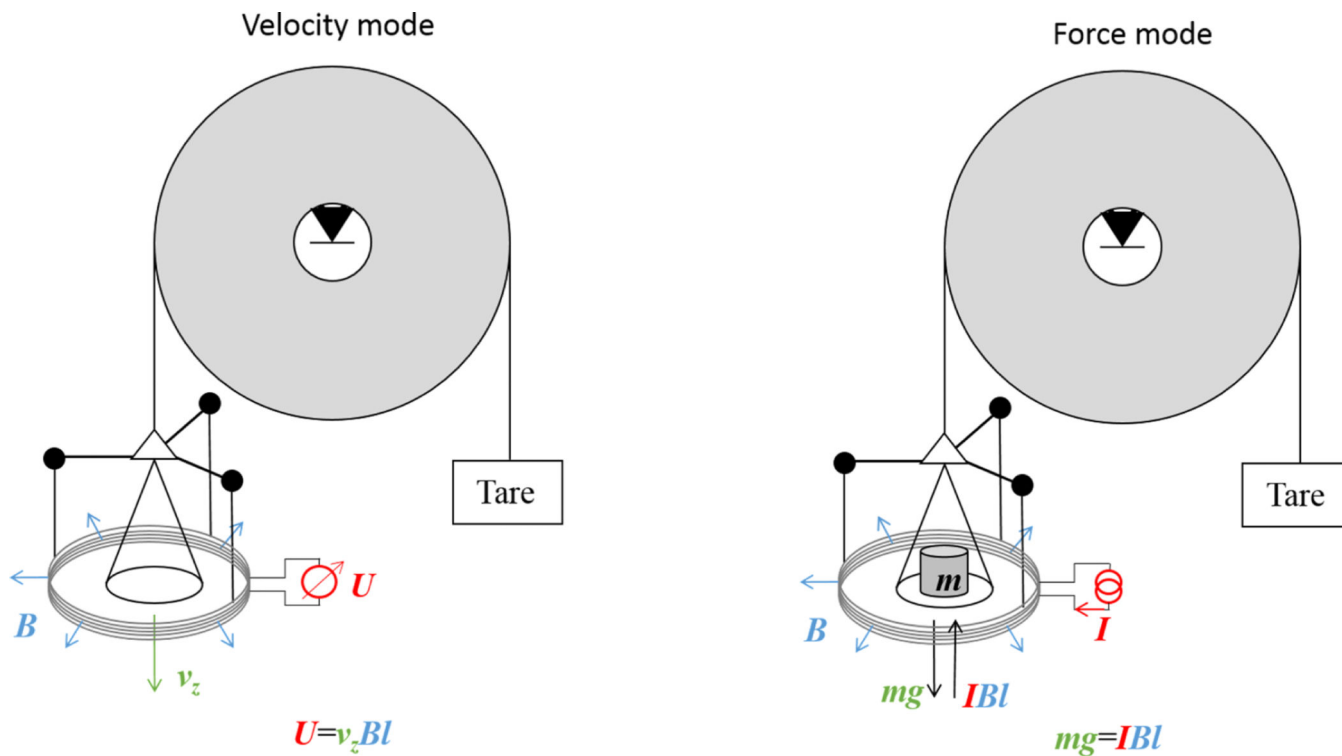 Velocity mode
Tare
U
B
v_z
U=v_zBl
Force mode
Tare
m
B
I
mg
IBl
mg=IBl